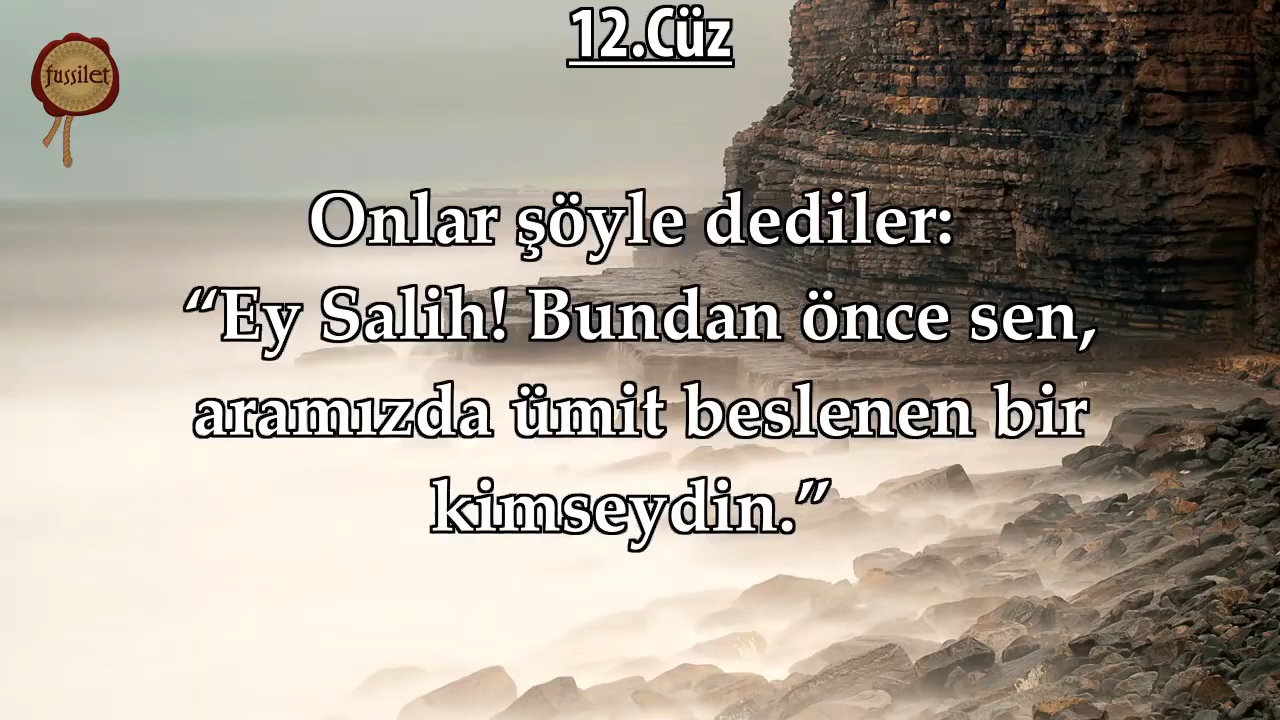 12.Cüz
fussilet
Onlar şöyle dediler:
“Ey Salih! Bundan önce sen,
aramızda ümit beslenen bir
kimseydin.”